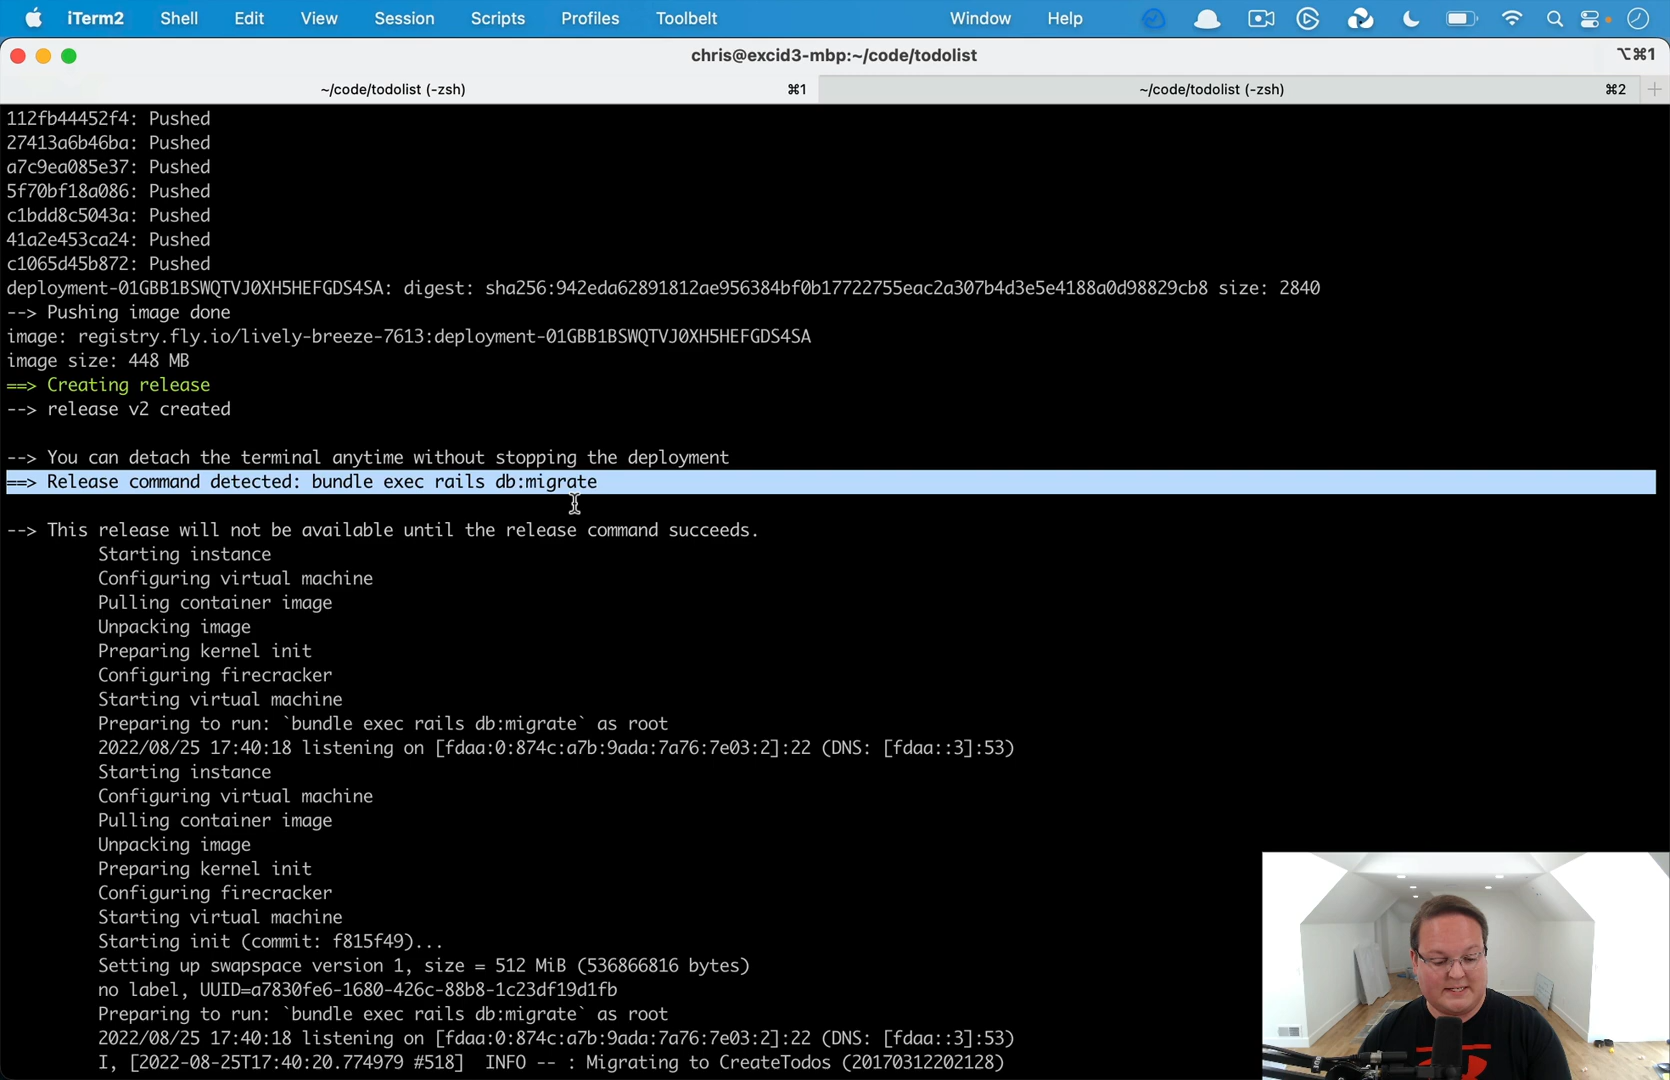 iTerm2 Shell Edit View Session Scripts Profiles Toolbelt Window Help
chris@excid3-mbp:~/code/todolist ⌥⌘1
~/code/todolist (-zsh) ⌘1 ~/code/todolist (-zsh) ⌘2
112fb44452f4: Pushed
27413a6b46ba: Pushed
a7c9ea085e37: Pushed
5f70bf18a086: Pushed
c1bdd8c5043a: Pushed
41a2e453ca24: Pushed
c1065d45b872: Pushed
deployment-01GBB1BSWQTVJ0XH5HEFGDS4SA: digest: sha256:942eda62891812ae956384bf0b17722755eac2a307b4d3e5e4188a0d98829cb8 size: 2840
--> Pushing image done
image: registry.fly.io/lively-breeze-7613:deployment-01GBB1BSWQTVJ0XH5HEFGDS4SA
image size: 448 MB
==> Creating release
--> release v2 created
--> You can detach the terminal anytime without stopping the deployment
==> Release command detected: bundle exec rails db:migrate
--> This release will not be available until the release command succeeds.
Starting instance
Configuring virtual machine
Pulling container image
Unpacking image
Preparing kernel init
Configuring firecracker
Starting virtual machine
Preparing to run: `bundle exec rails db:migrate` as root
2022/08/25 17:40:18 listening on [fdaa:0:874c:a7b:9ada:7a76:7e03:2]:22 (DNS: [fdaa::3]:53)
Starting instance
Configuring virtual machine
Pulling container image
Unpacking image
Preparing kernel init
Configuring firecracker
Starting virtual machine
Starting init (commit: f815f49)...
Setting up swapspace version 1, size = 512 MiB (536866816 bytes)
no label, UUID=a7830fe6-1680-426c-88b8-1c23df19d1fb
Preparing to run: `bundle exec rails db:migrate` as root
2022/08/25 17:40:18 listening on [fdaa:0:874c:a7b:9ada:7a76:7e03:2]:22 (DNS: [fdaa::3]:53)
I, [2022-08-25T17:40:20.774979 #518] INFO -- : Migrating to CreateTodos (20170312202128)